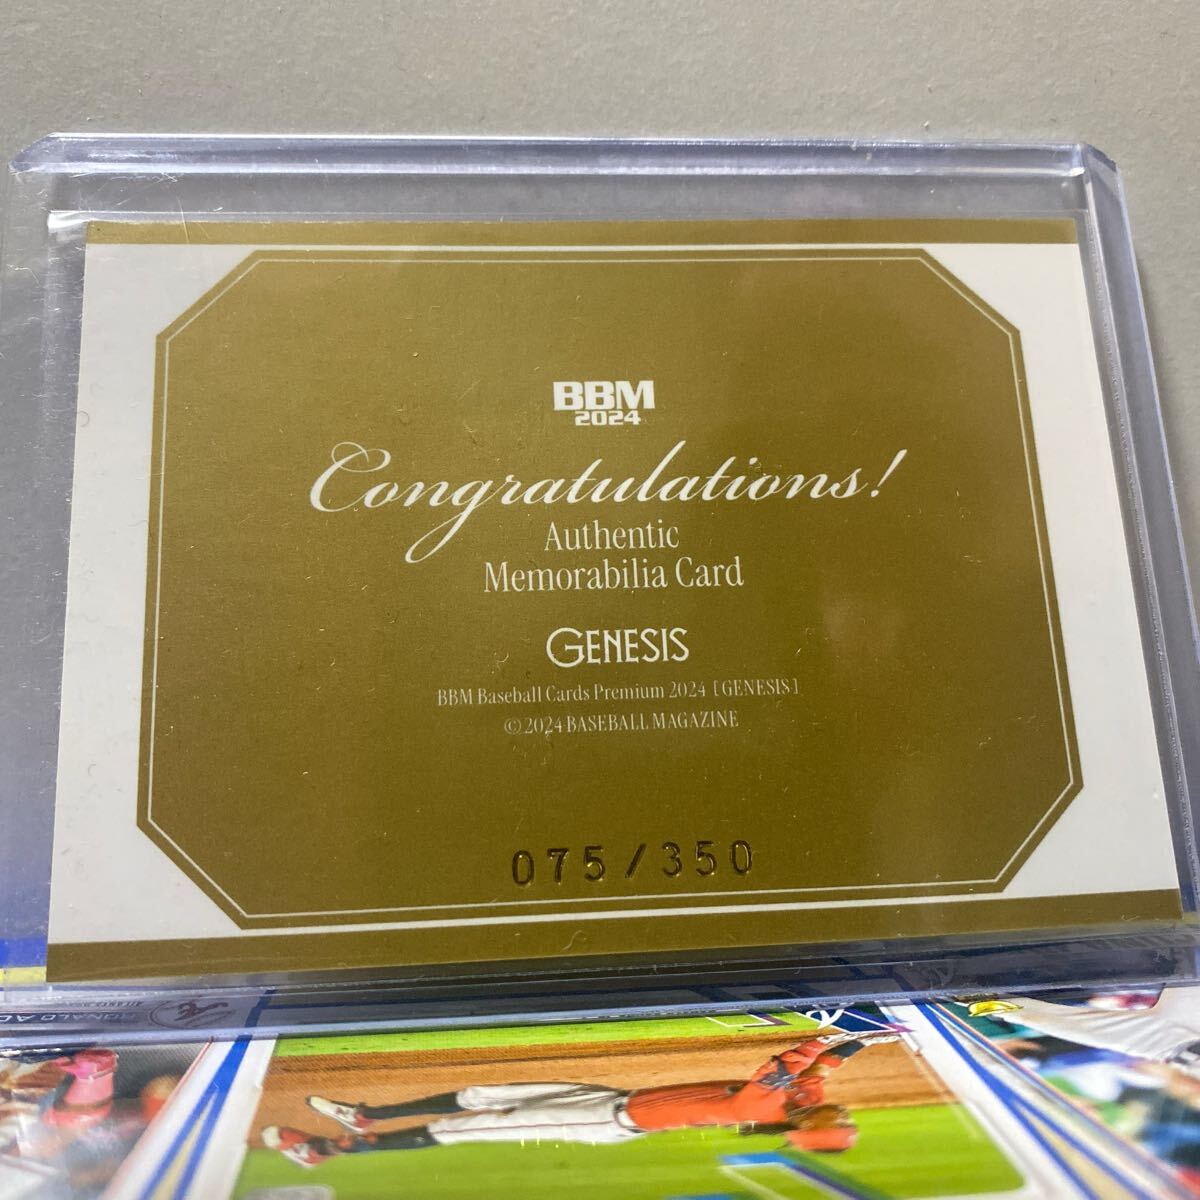 BBM
2024
Congratulations!
Authentic
Memorabilia Card
GENESIS
BBM Baseball Cards Premium 2024 [GENESIS]
© 2024 BASEBALL MAGAZINE
075/350